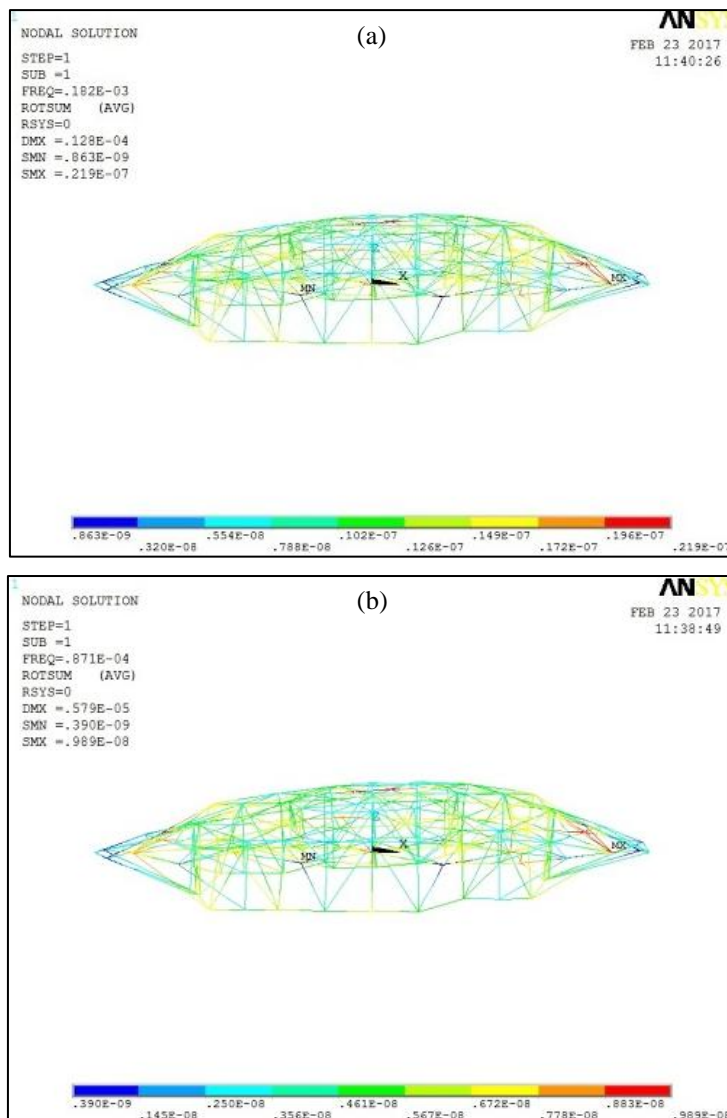 1
(a)
ANSYS
NODAL SOLUTION
FEB 23 2017
11:40:26
STEP=1
SUB =1
FREQ=.182E-03
ROTSUM (AVG)
RSYS=0
DMX =.128E-04
SMN =.863E-09
SMX =.219E-07
Z
X
MN
MX
.863E-09 .554E-08 .102E-07 .149E-07 .196E-07
.320E-08 .788E-08 .126E-07 .172E-07 .219E-07
1
(b)
ANSYS
NODAL SOLUTION
FEB 23 2017
11:38:49
STEP=1
SUB =1
FREQ=.871E-04
ROTSUM (AVG)
RSYS=0
DMX =.579E-05
SMN =.390E-09
SMX =.989E-08
Z
X
MN
MX
.390E-09 .250E-08 .461E-08 .672E-08 .883E-08
.145E-08 .356E-08 .567E-08 .778E-08 .989E-08